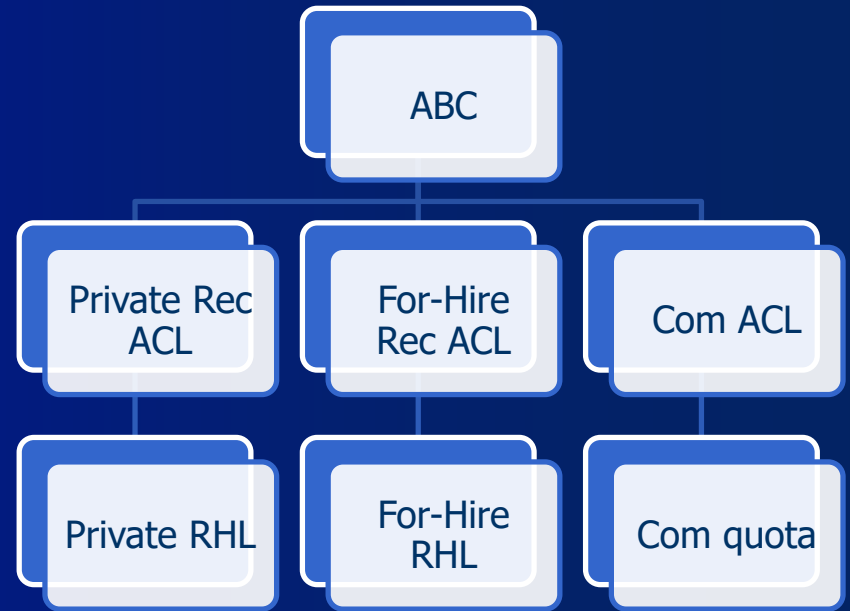 ABC
Private Rec
ACL
For-Hire
Rec ACL
Com ACL
Private RHL
For-Hire
RHL
Com quota